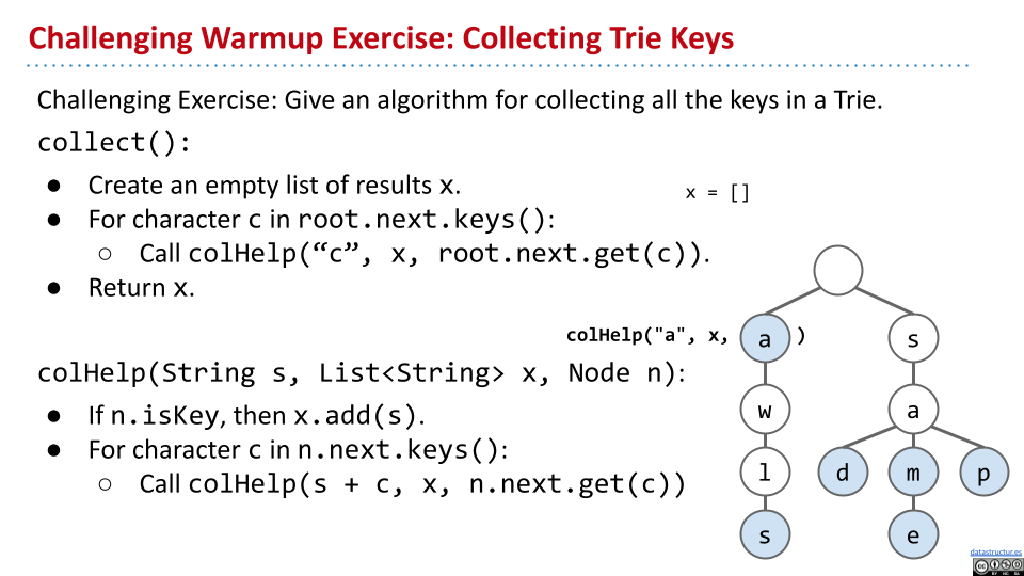 Challenging Warmup Exercise: Collecting Trie Keys
Challenging Exercise: Give an algorithm for collecting all the keys in a Trie.
collect():
● Create an empty list of results x.
● For character c in root.next.keys():
○ Call colHelp(“c”, x, root.next.get(c)).
● Return x.
x = []
colHelp("a", x, a )
s
w
a
l
d
m
p
s
e
colHelp(String s, List<String> x, Node n):
● If n.isKey, then x.add(s).
● For character c in n.next.keys():
○ Call colHelp(s + c, x, n.next.get(c))
datastructur.es